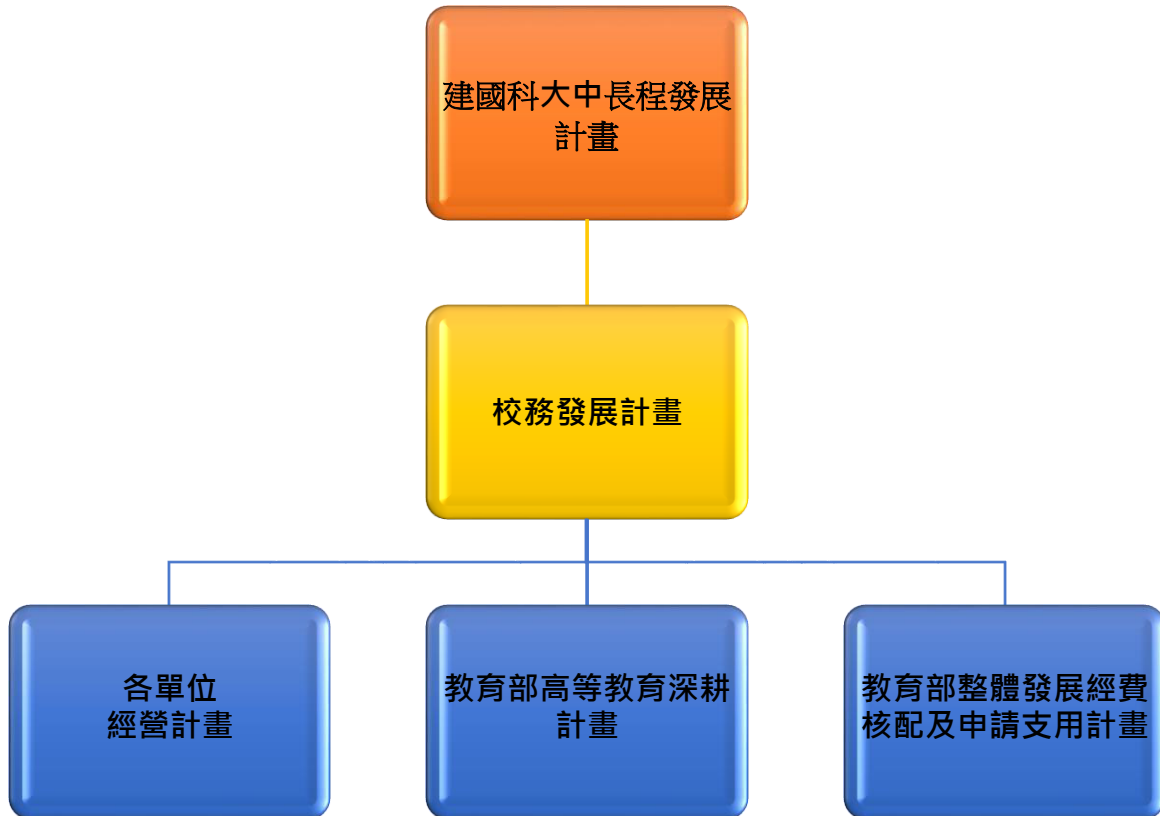 建國科大中長程發展
計畫
校務發展計畫
各單位
經營計畫
教育部高等教育深耕
計畫
教育部整體發展經費
核配及申請支用計畫